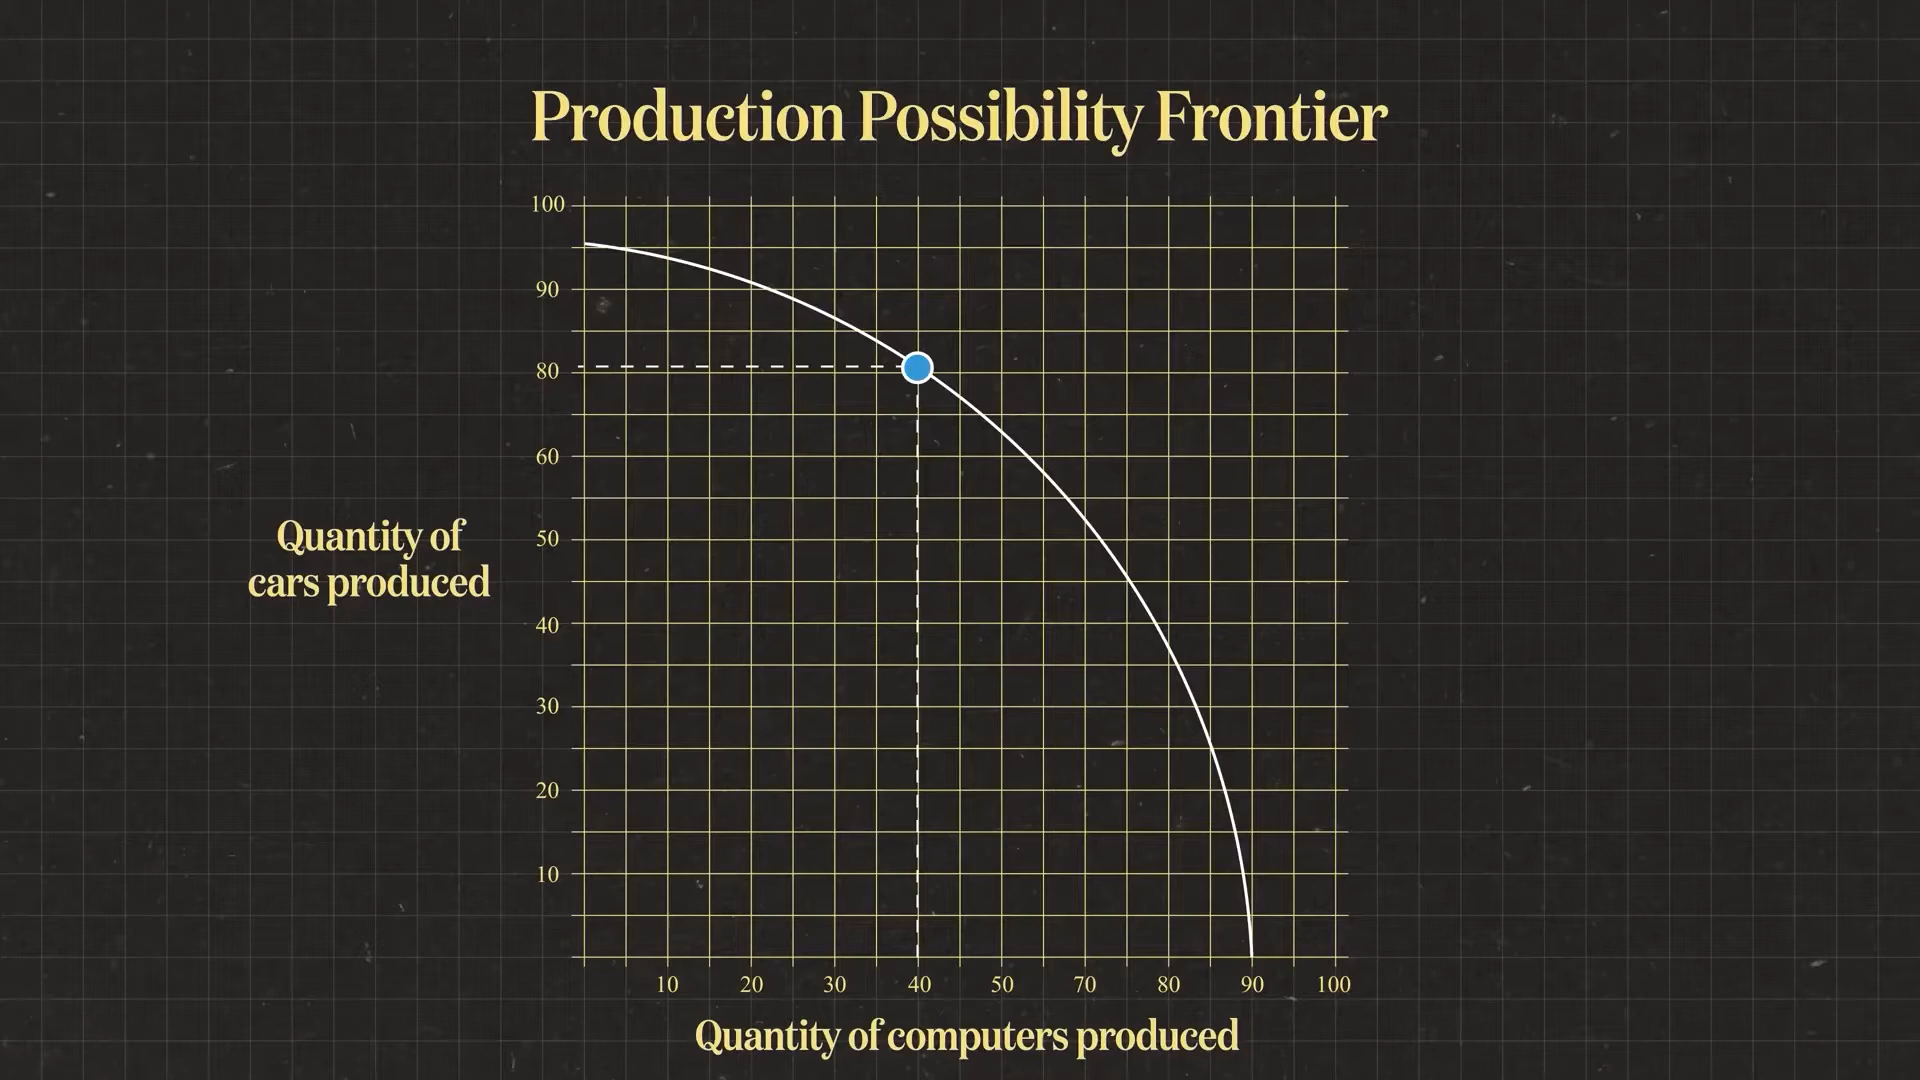 Production Possibility Frontier
100
90
80
60
50
40
30
20
10
Quantity of
cars produced
10 20 30 40 50 70 80 90 100
Quantity of computers produced